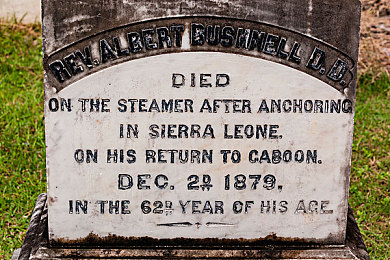 REV. ALBERT BUSHNELL D.D.
DIED
ON THE STEAMER AFTER ANCHORING
IN SIERRA LEONE.
ON HIS RETURN TO GABOON.
DEC. 2D 1879.
IN THE 62D YEAR OF HIS AGE